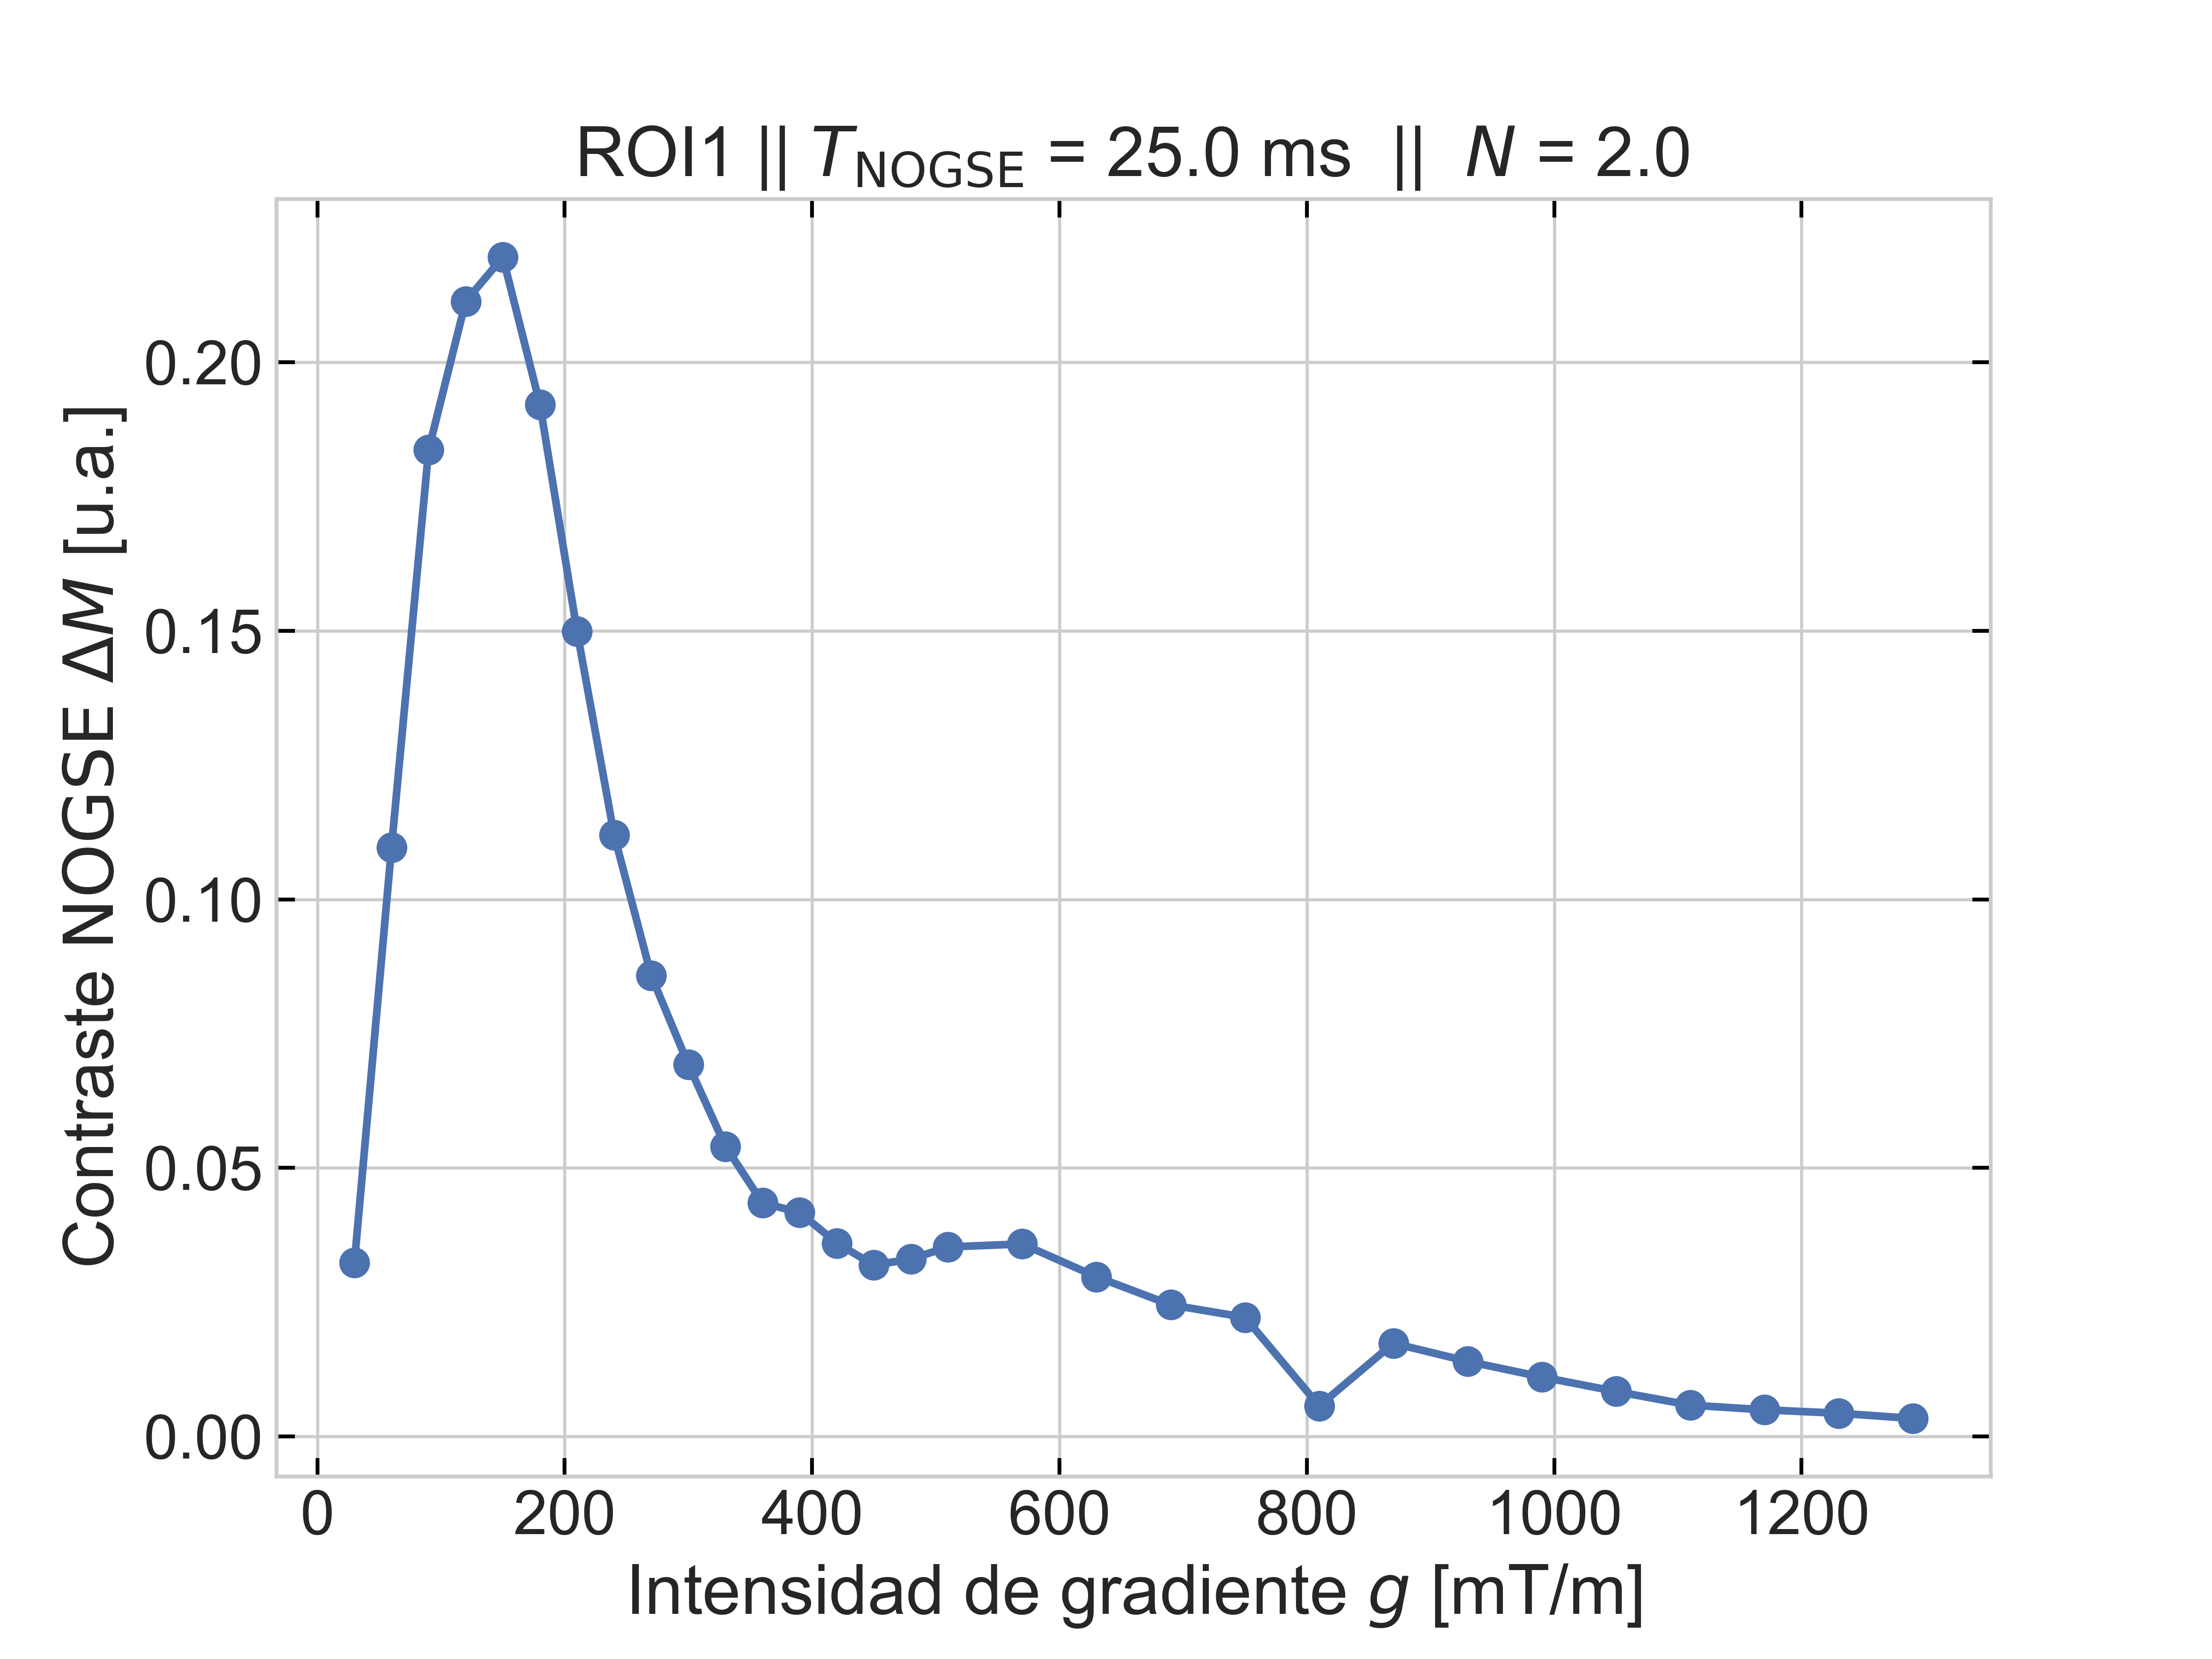 ROI1 || T_NOGSE = 25.0 ms || N = 2.0
Contraste NOGSE ΔM [u.a.]
0.20
0.15
0.10
0.05
0.00
0 200 400 600 800 1000 1200
Intensidad de gradiente g [mT/m]